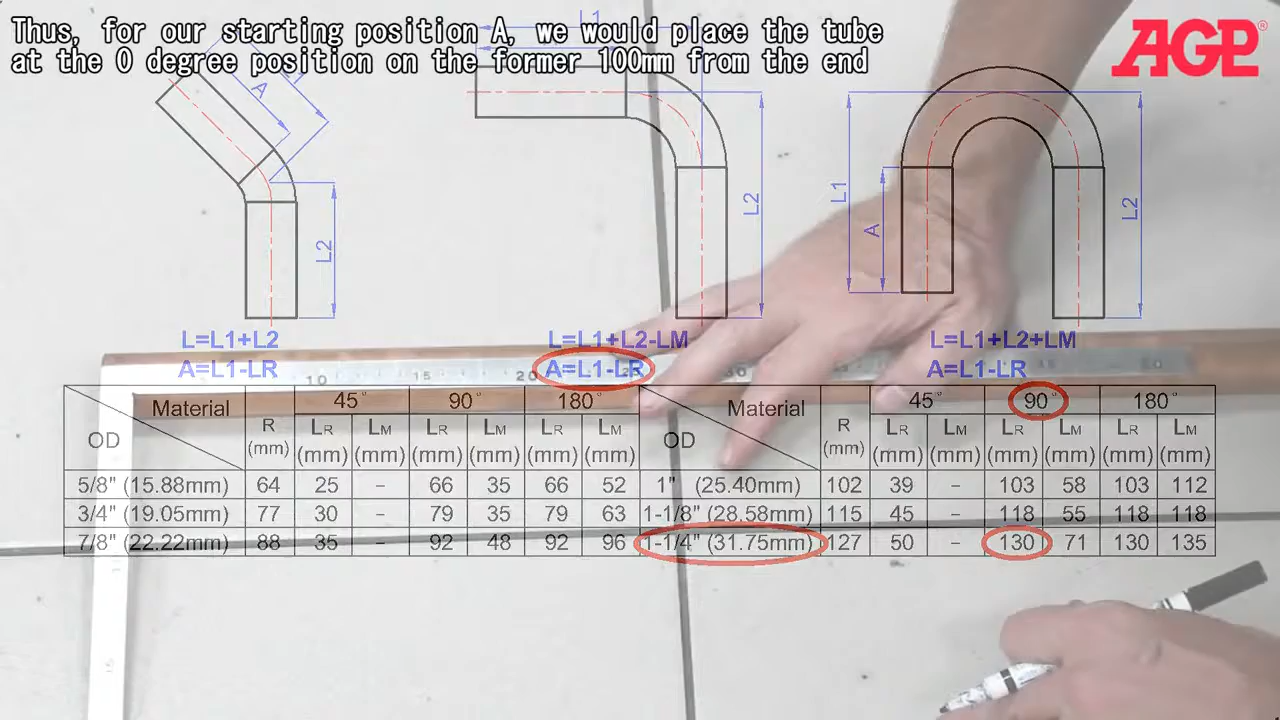 Thus, for our starting position A, we would place the tube
at the 0 degree position on the former 100mm from the end
AGP®
L1
A
L2
L2
L1
A
L2
L=L1+L2
A=L1-LR
L=L1+L2-LM
A=L1-LR
L=L1+L2+LM
A=L1-LR
10 15 20 30
Material 45° 90° 180° Material 45° 90° 180°
OD R (mm) LR (mm) LM (mm) LR (mm) LM (mm) LR (mm) LM (mm) OD R (mm) LR (mm) LM (mm) LR (mm) LM (mm) LR (mm) LM (mm)
5/8" (15.88mm) 64 25 - 66 35 66 52 1" (25.40mm) 102 39 - 103 58 103 112
3/4" (19.05mm) 77 30 - 79 35 79 63 1-1/8" (28.58mm) 115 45 - 118 55 118 118
7/8" (22.22mm) 88 35 - 92 48 92 96 1-1/4" (31.75mm) 127 50 - 130 71 130 135